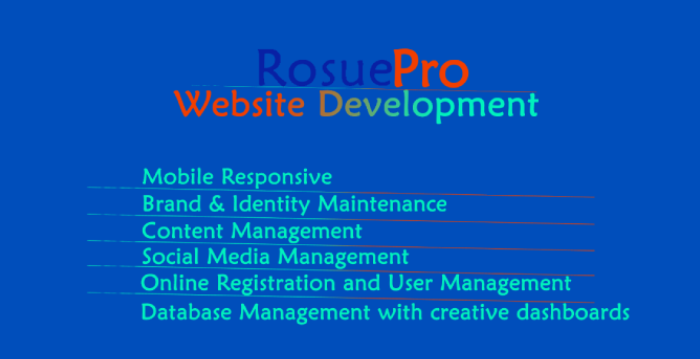 RosuePro
Website Development
Mobile Responsive
Brand & Identity Maintenance
Content Management
Social Media Management
Online Registration and User Management
Database Management with creative dashboards